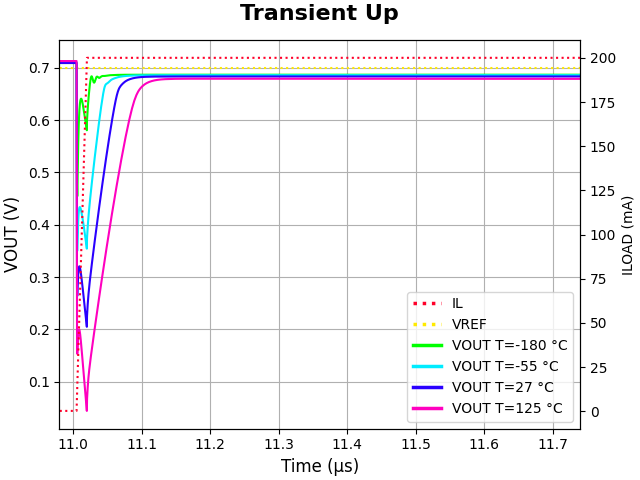 Transient Up
0.7
0.6
0.5
0.4
0.3
0.2
0.1
VOUT (V)
200
175
150
125
100
75
50
25
0
ILOAD (mA)
IL
VREF
VOUT T=-180 °C
VOUT T=-55 °C
VOUT T=27 °C
VOUT T=125 °C
11.0 11.1 11.2 11.3 11.4 11.5 11.6 11.7
Time (μs)